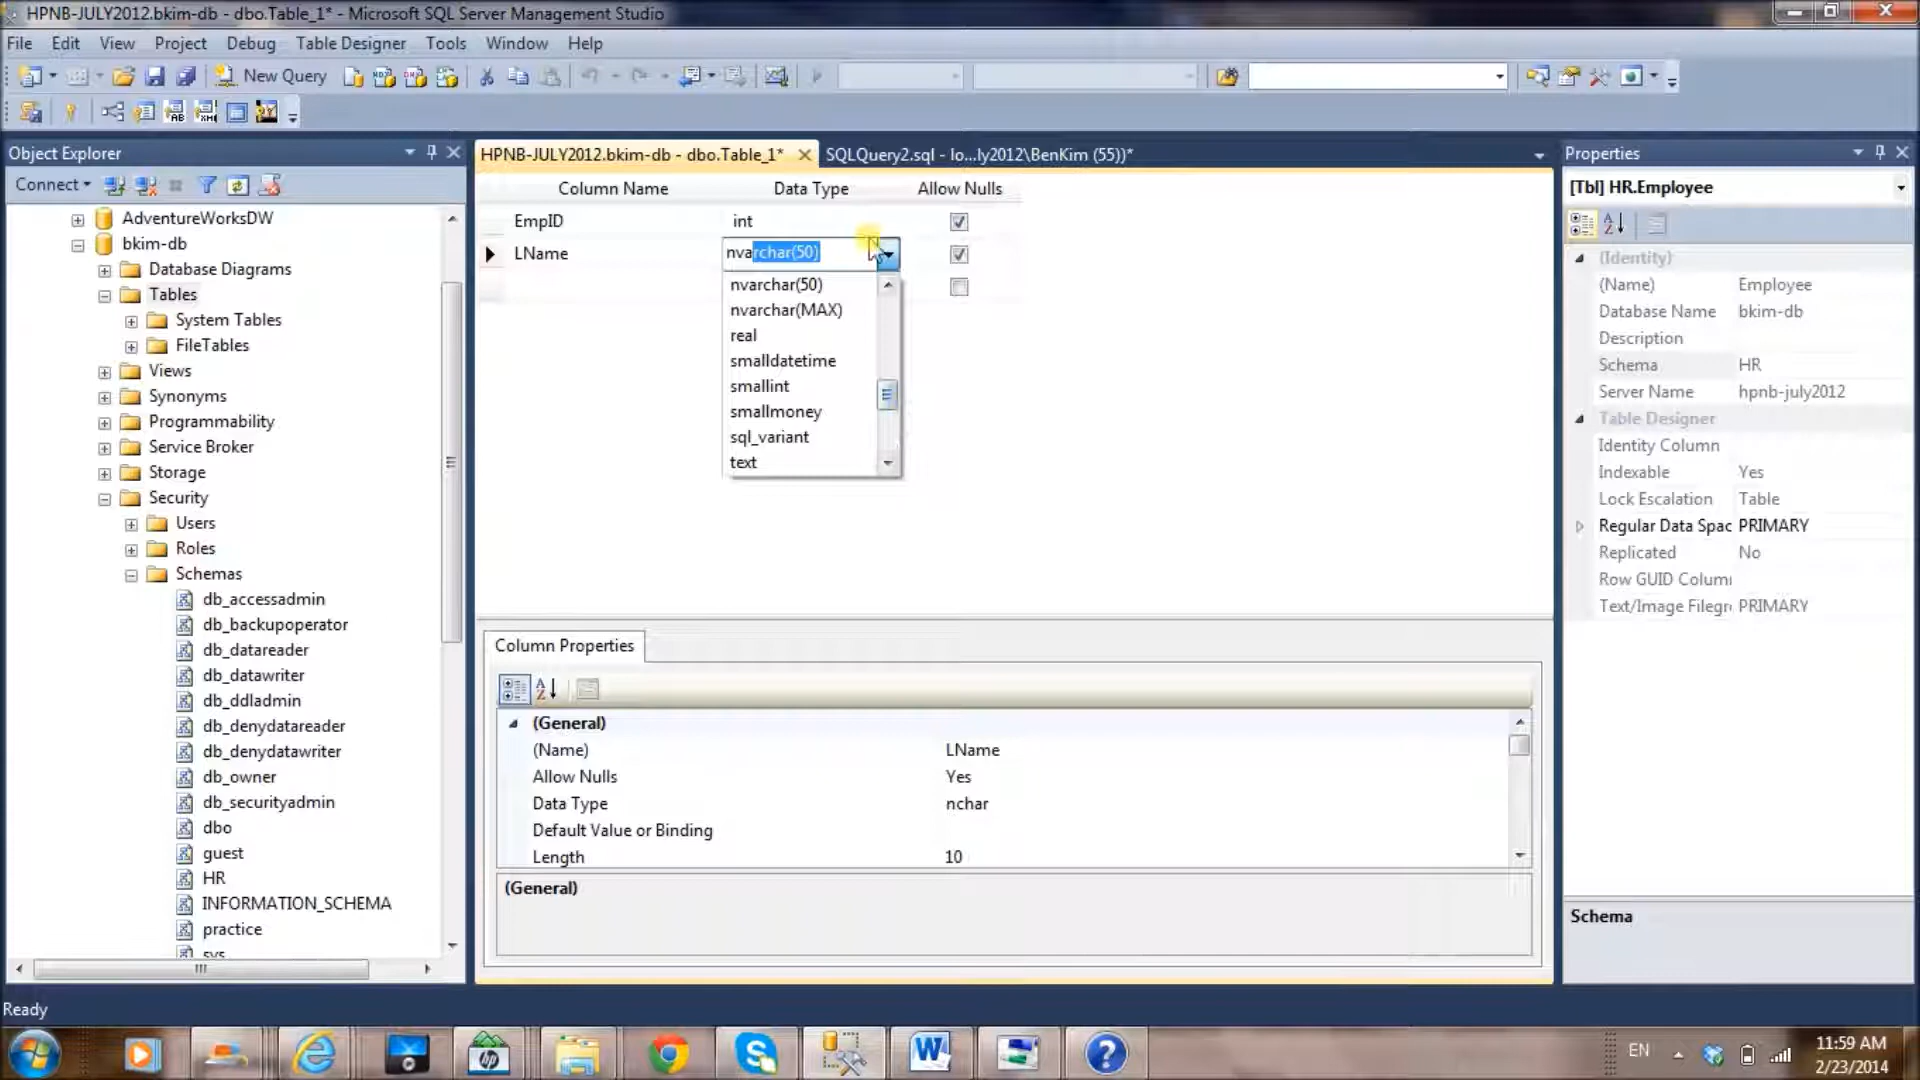 HPNB-JULY2012.bkim-db - dbo.Table_1* - Microsoft SQL Server Management Studio
File Edit View Project Debug Table Designer Tools Window Help
New Query
Object Explorer
Connect
AdventureWorksDW
bkim-db
Database Diagrams
Tables
System Tables
FileTables
Views
Synonyms
Programmability
Service Broker
Storage
Security
Users
Roles
Schemas
db_accessadmin
db_backupoperator
db_datareader
db_datawriter
db_ddladmin
db_denydatareader
db_denydatawriter
db_owner
db_securityadmin
dbo
guest
HR
INFORMATION_SCHEMA
practice
sys
HPNB-JULY2012.bkim-db - dbo.Table_1* SQLQuery2.sql - lo...ly2012\BenKim (55))*
Column Name Data Type Allow Nulls
EmpID int
LName nvarchar(50)
nvarchar(50)
nvarchar(MAX)
real
smalldatetime
smallint
smallmoney
sql_variant
text
Column Properties
(General)
(Name) LName
Allow Nulls Yes
Data Type nchar
Default Value or Binding
Length 10
(General)
Properties
[Tbl] HR.Employee
(Identity)
(Name) Employee
Database Name bkim-db
Description
Schema HR
Server Name hpnb-july2012
Table Designer
Identity Column
Indexable Yes
Lock Escalation Table
Regular Data Spac PRIMARY
Replicated No
Row GUID Colum
Text/Image Filegr PRIMARY
Schema
Ready
EN
11:59 AM
2/23/2014